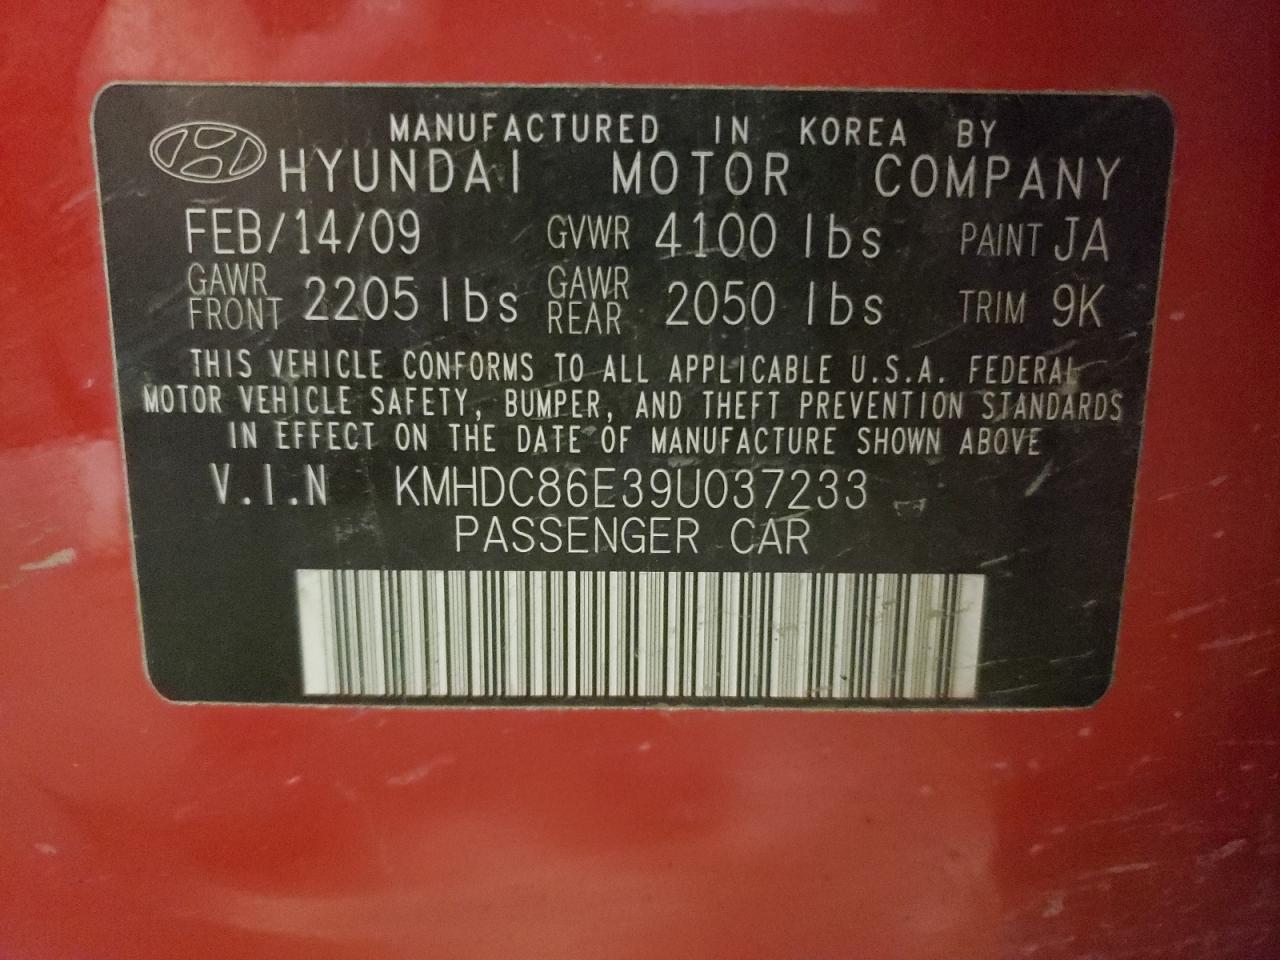 MANUFACTURED IN KOREA BY
HYUNDAI MOTOR COMPANY
FEB/14/09 GVWR 4100 lbs PAINT JA
GAWR FRONT 2205 lbs GAWR REAR 2050 lbs TRIM 9K
THIS VEHICLE CONFORMS TO ALL APPLICABLE U.S.A. FEDERAL
MOTOR VEHICLE SAFETY, BUMPER, AND THEFT PREVENTION STANDARDS
IN EFFECT ON THE DATE OF MANUFACTURE SHOWN ABOVE
V.I.N KMHDC86E39U037233
PASSENGER CAR